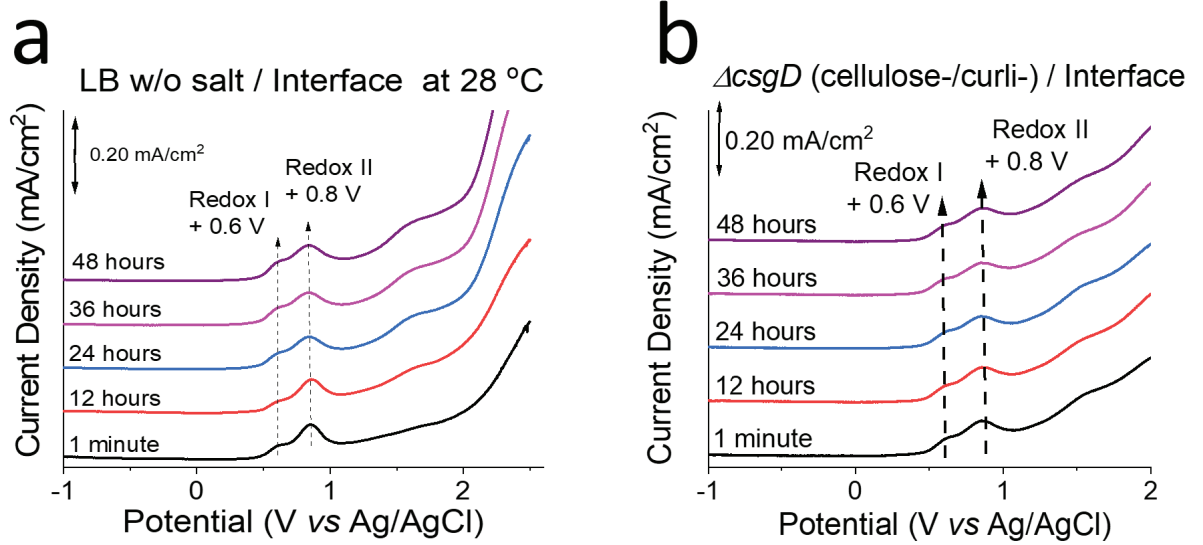 a
LB w/o salt / Interface at 28 °C
0.20 mA/cm²
Redox I
+ 0.6 V
Redox II
+ 0.8 V
48 hours
36 hours
24 hours
12 hours
1 minute
Current Density (mA/cm²)
-1 0 1 2
Potential (V vs Ag/AgCl)
b
ΔcsgD (cellulose-/curli-) / Interface
0.20 mA/cm²
Redox I
+ 0.6 V
Redox II
+ 0.8 V
48 hours
36 hours
24 hours
12 hours
1 minute
Current Density (mA/cm²)
-1 0 1 2
Potential (V vs Ag/AgCl)